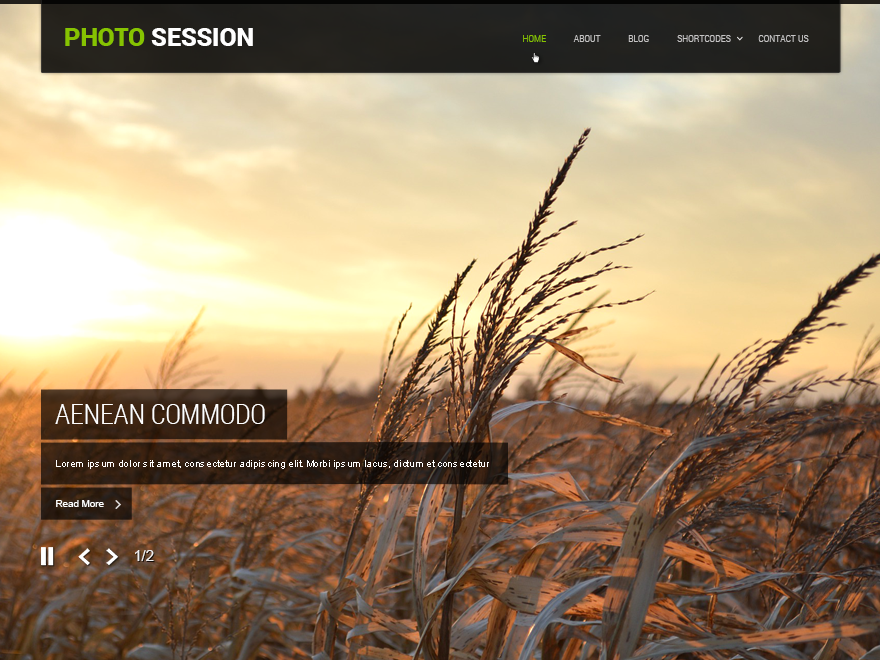 PHOTO SESSION
HOME ABOUT BLOG SHORTCODES CONTACT US
AENEAN COMMODO
Lorem ipsum dolor sit amet, consectetur adipiscing elit. Morbi ipsum lacus, dictum et consectetur
Read More
1/2